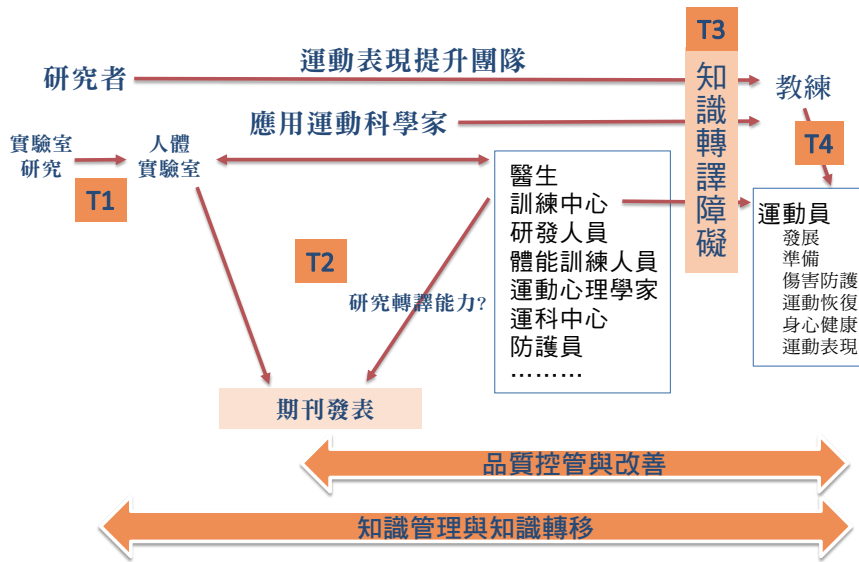 T3
知識轉譯障礙
運動表現提升團隊
研究者
教練
應用運動科學家
實驗室
研究
人體
實驗室
T1
T4
醫生
訓練中心
研發人員
體能訓練人員
運動心理學家
運科中心
防護員
………
運動員
發展
準備
傷害防護
運動恢復
身心健康
運動表現
T2
研究轉譯能力?
期刊發表
品質控管與改善
知識管理與知識轉移